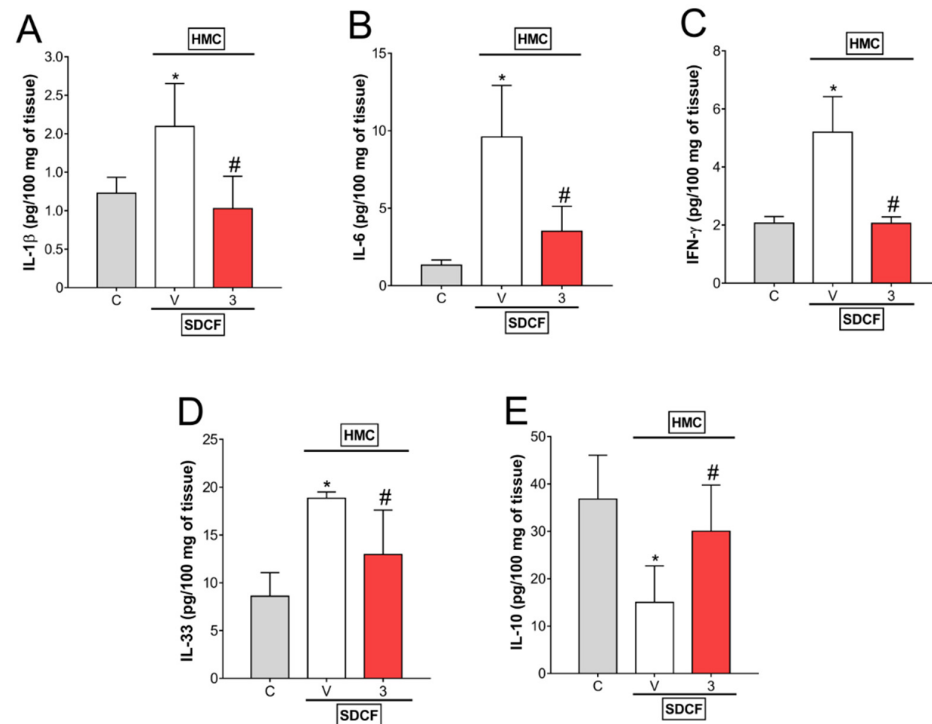 A
HMC
IL-1β (pg/100 mg of tissue)
3.0
2.0
1.0
1.0
0.5
0
*
#
C
V
3
SDCF
B
HMC
IL-6 (pg/100 mg of tissue)
15
10
5
0
*
#
C
V
3
SDCF
C
HMC
IFN-γ (pg/100 mg of tissue)
8
6
4
2
0
*
#
C
V
3
SDCF
D
HMC
IL-33 (pg/100 mg of tissue)
25
20
15
10
5
0
*
#
C
V
3
SDCF
E
HMC
IL-10 (pg/100 mg of tissue)
50
40
30
20
10
0
*
#
C
V
3
SDCF